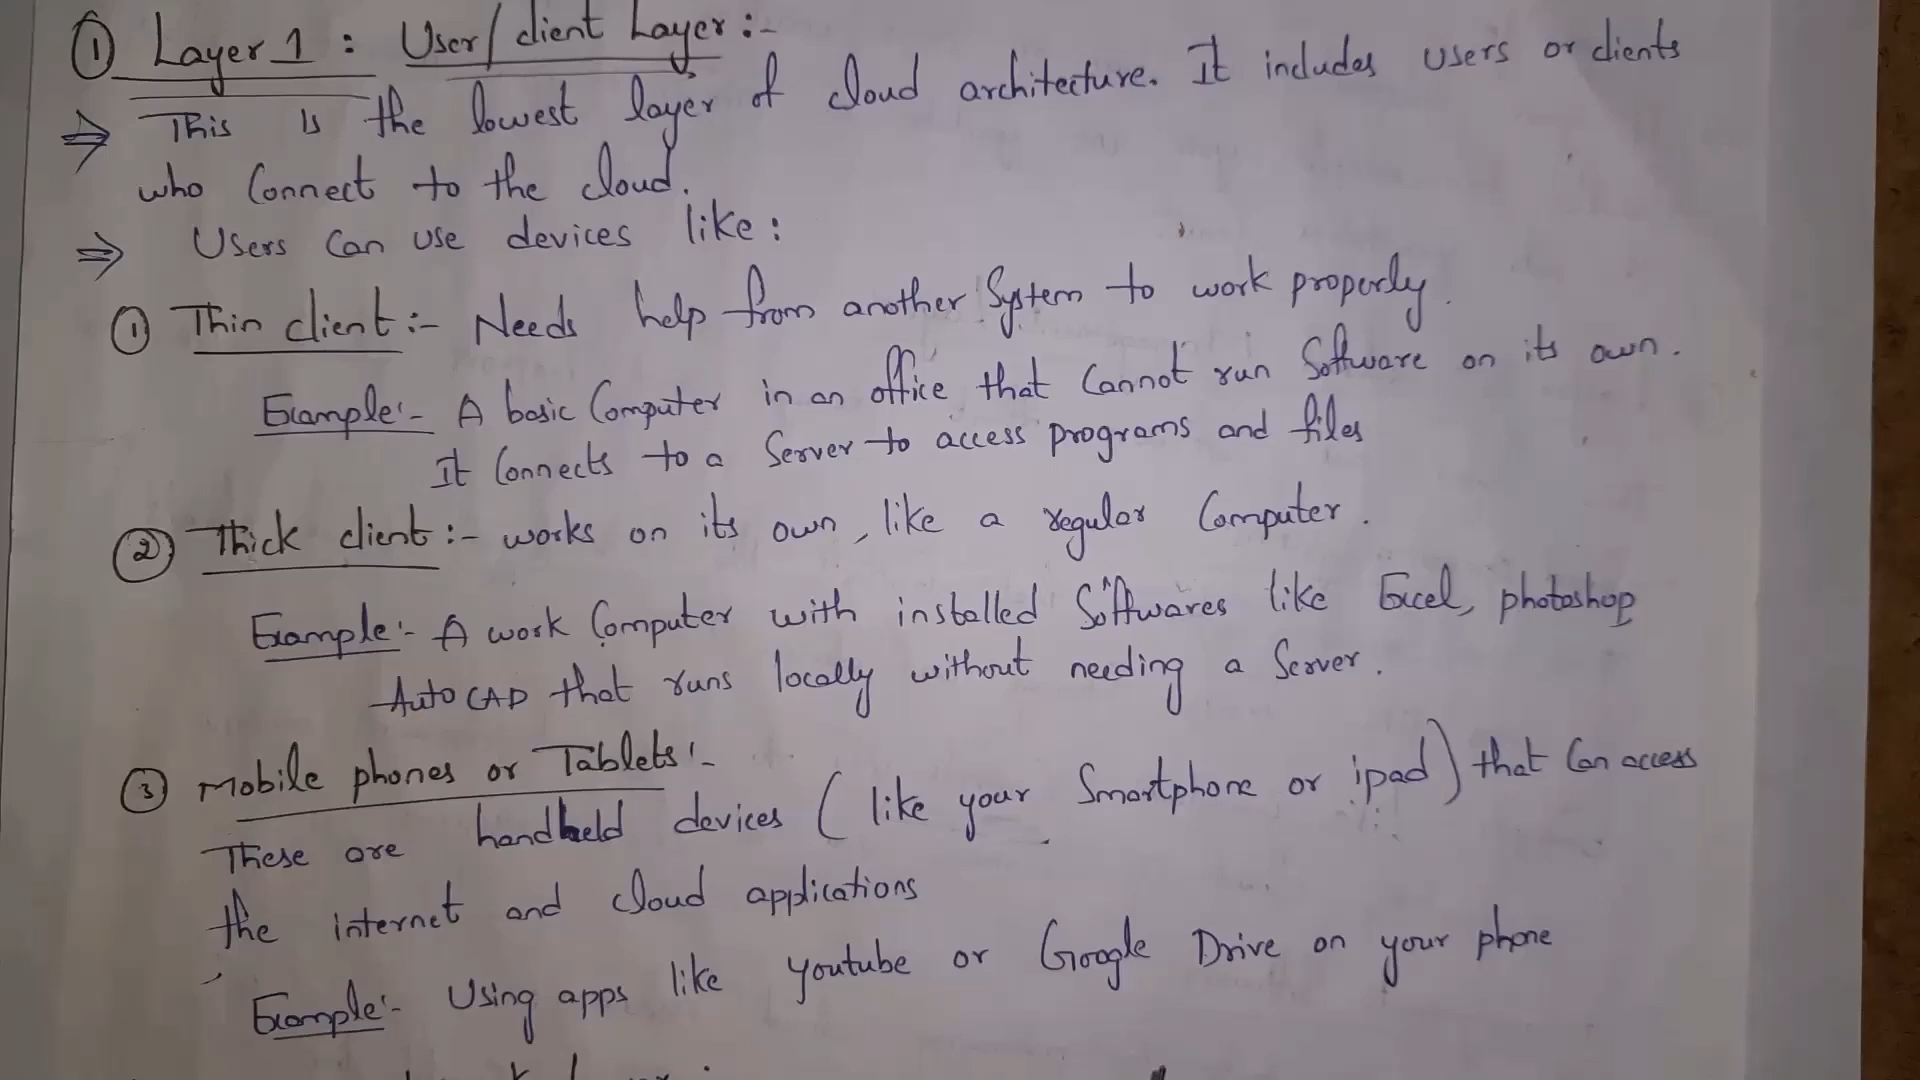 ① Layer 1 : User/client Layer :-
⇒ This is the lowest layer of cloud architecture. It includes users or clients
who Connect to the cloud.
⇒ Users Can use devices like :
① Thin client :- Needs help from another System to work properly.
Example :- A basic Computer in an office that Cannot run Software on its own.
It Connects to a Server to access programs and files
② Thick client :- works on its own, like a regular Computer.
Example :- A work Computer with installed Softwares like Excel, photoshop
AutoCAD that runs locally without needing a Server.
③ Mobile phones or Tablets :-
These are handheld devices ( like your Smartphone or ipad ) that Can access
the internet and cloud applications
Example :- Using apps like youtube or Google Drive on your phone